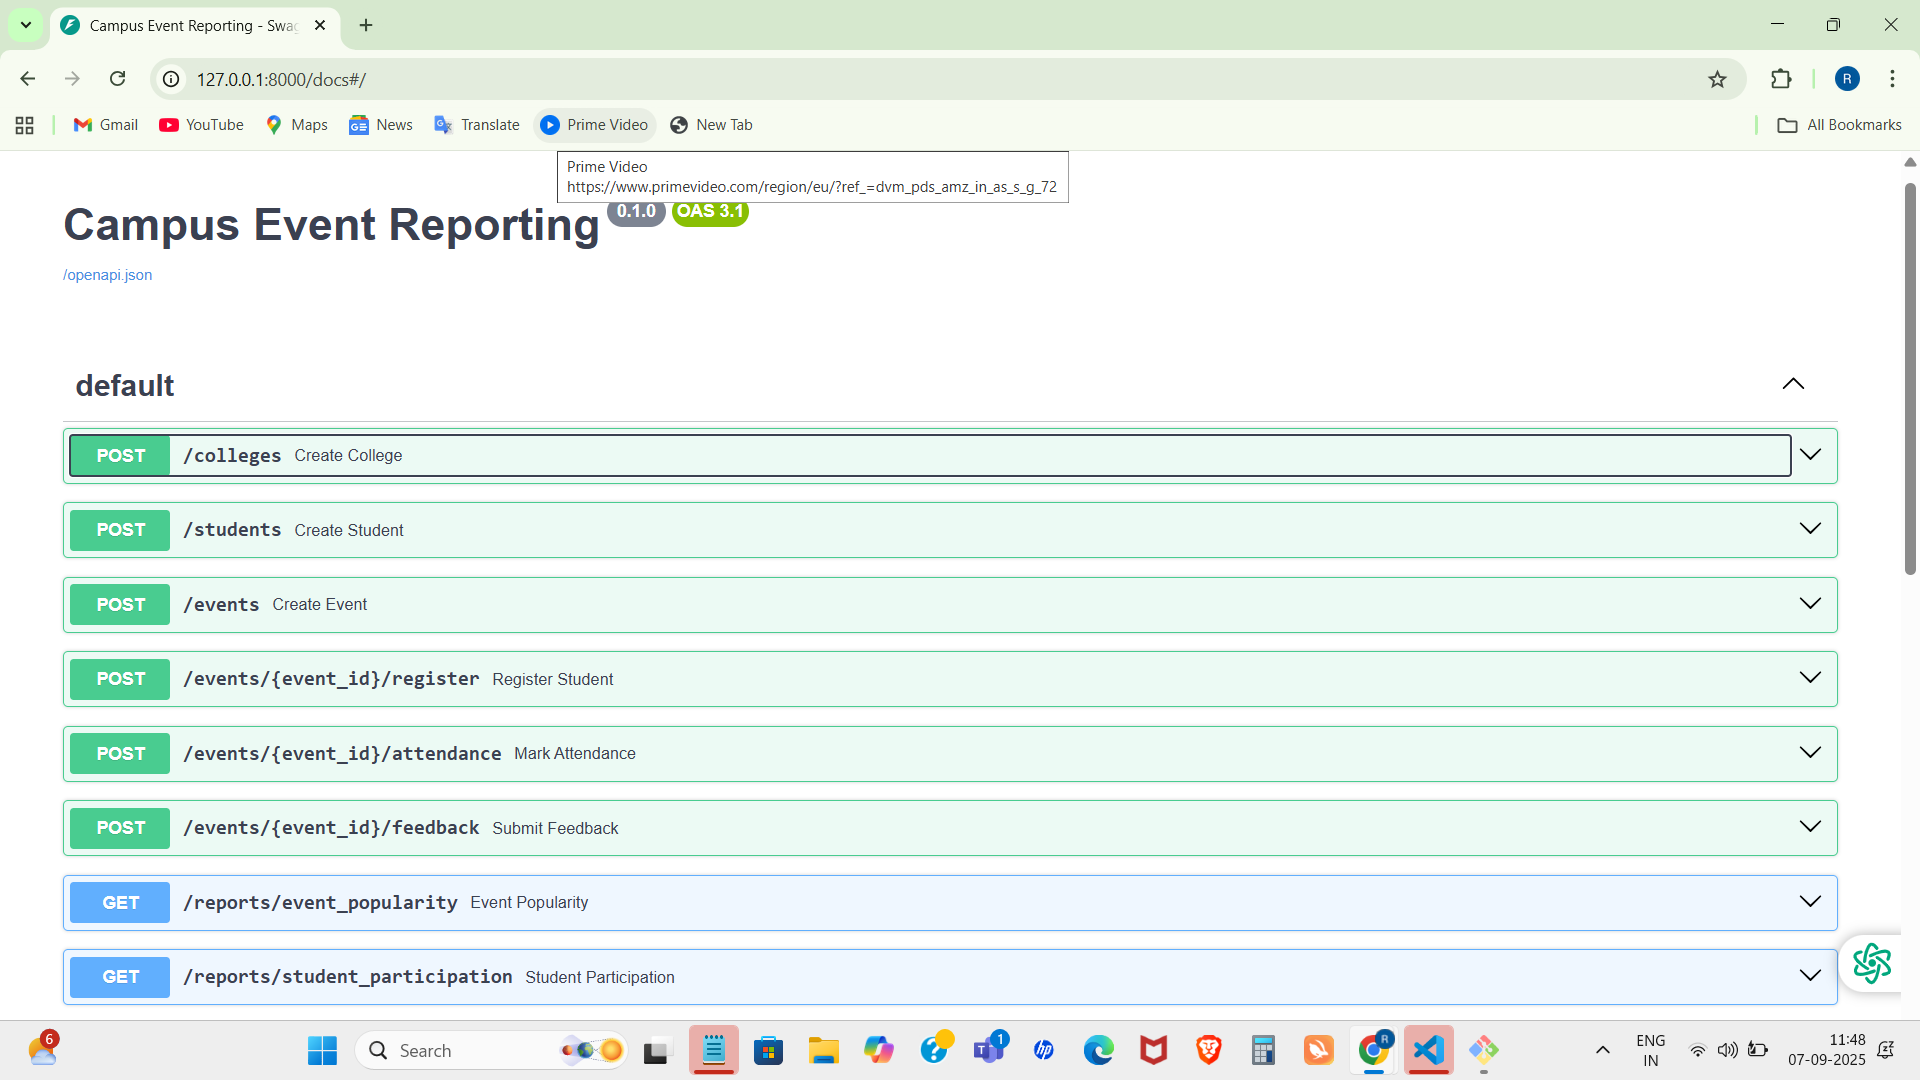 Campus Event Reporting - Swag
127.0.0.1:8000/docs#/
R
Gmail
YouTube
Maps
News
Translate
Prime Video
New Tab
All Bookmarks
Prime Video
https://www.primevideo.com/region/eu/?ref_=dvm_pds_amz_in_as_s_g_72
Campus Event Reporting 0.1.0 OAS 3.1
/openapi.json
default
POST /colleges Create College
POST /students Create Student
POST /events Create Event
POST /events/{event_id}/register Register Student
POST /events/{event_id}/attendance Mark Attendance
POST /events/{event_id}/feedback Submit Feedback
GET /reports/event_popularity Event Popularity
GET /reports/student_participation Student Participation
6
Search
1
hp
R
ENG
IN
11:48
07-09-2025